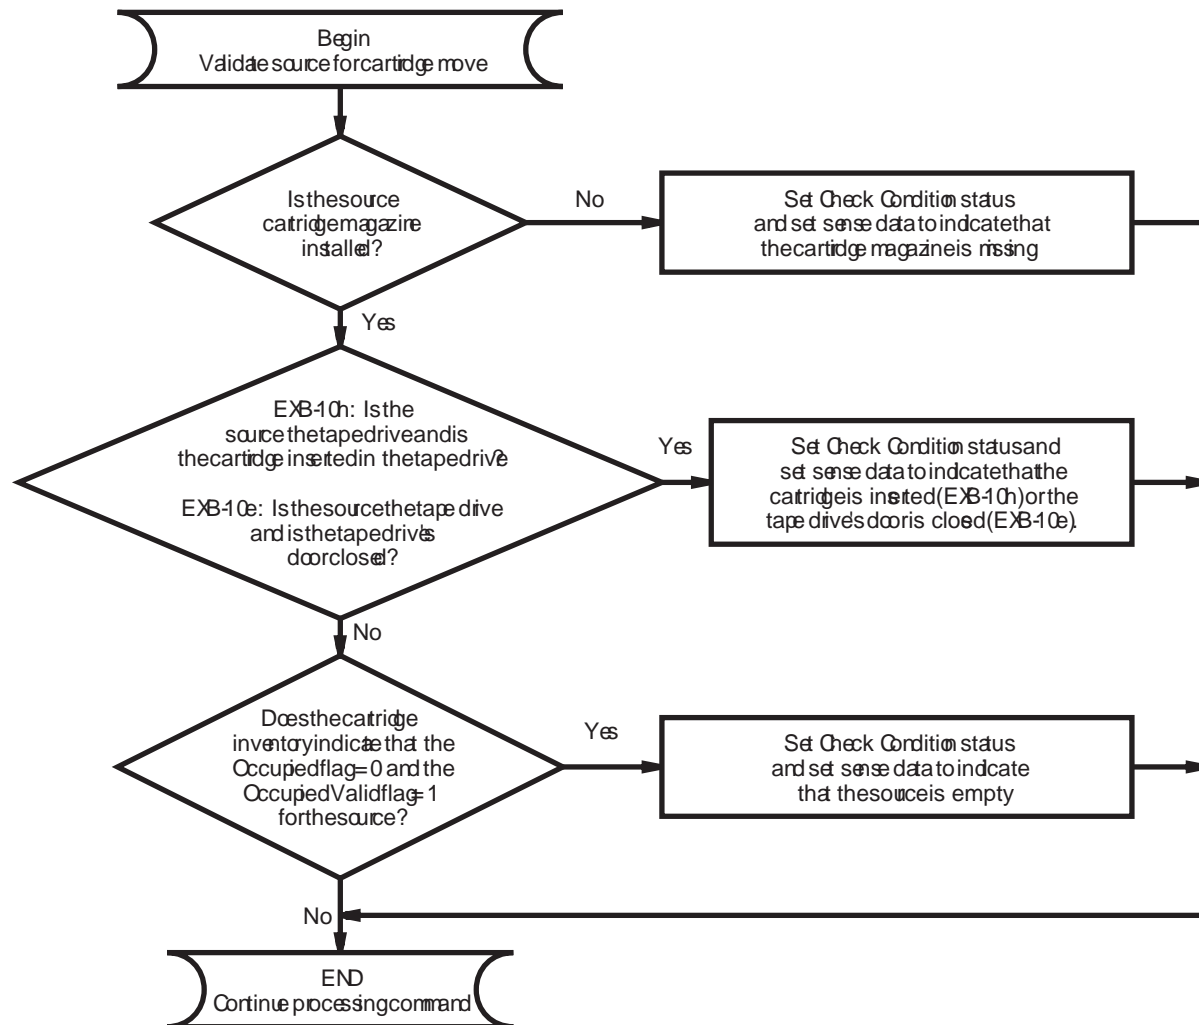 Begin
Validate source for cartridge move
Is the source
cartridge magazine
installed?
No
Set Check Condition status
and set sense data to indicate that
the cartridge magazine is missing
Yes
EXB-10h: Is the
source the tape drive and is
the cartridge inserted in the tape drive?
EXB-10e: Is the source the tape drive
and is the tape drive's
door closed?
Yes
Set Check Condition status and
set sense data to indicate that the
cartridge is inserted (EXB-10h) or the
tape drive's door is closed (EXB-10e).
No
Does the cartridge
inventory indicate that the
Occupied flag = 0 and the
Occupied Valid flag = 1
for the source?
Yes
Set Check Condition status
and set sense data to indicate
that the source is empty
No
END
Continue processing command